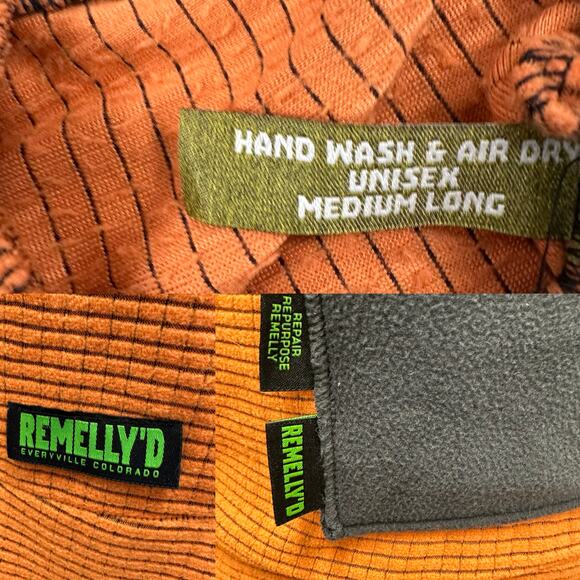 HAND WASH & AIR DRY
UNISEX
MEDIUM LONG
REMELLY'D
EVERYVILLE COLORADO
REPAIR
REPURPOSE
REMELLY
REMELLY'D